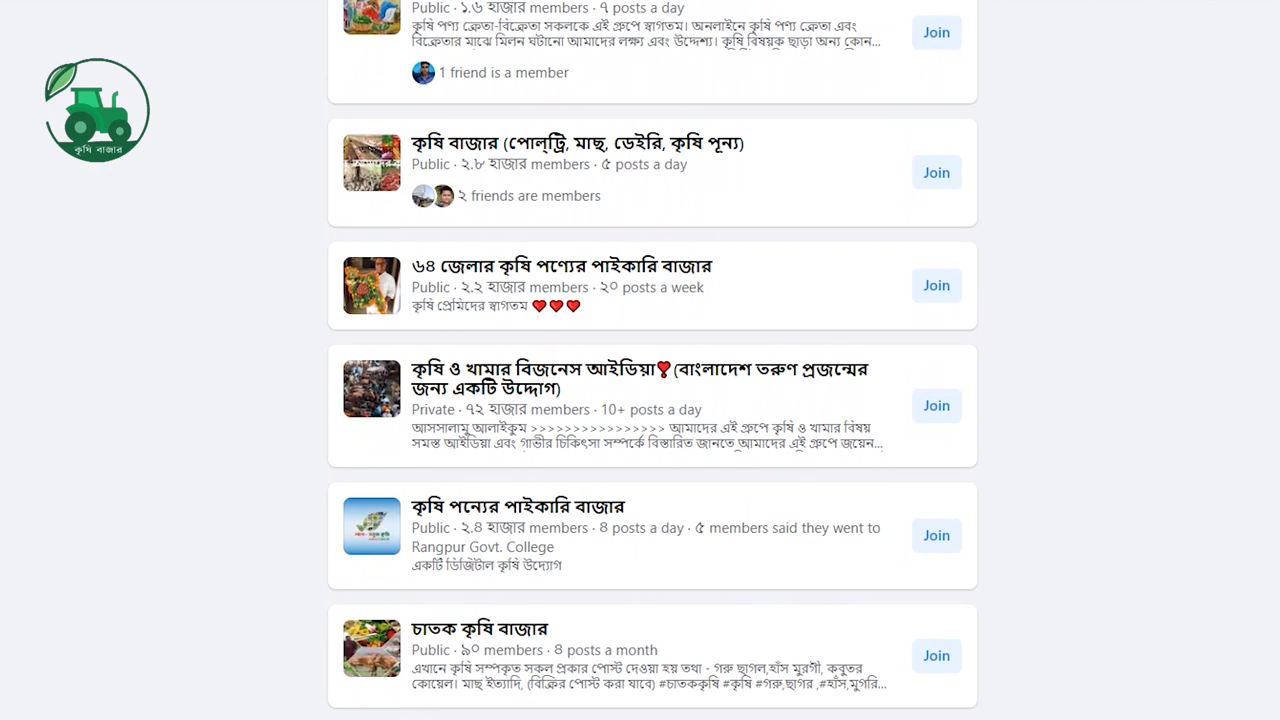 Public · ১.৬ হাজার members · ৭ posts a day
কৃষি পণ্য ক্রেতা-বিক্রেতা সকলকে এই গ্রুপে স্বাগতম। অনলাইনে কৃষি পণ্য ক্রেতা এবং
বিক্রেতার মাঝে মিলন ঘটানো আমাদের লক্ষ্য এবং উদ্দেশ্য। কৃষি বিষয়ক ছাড়া অন্য কোন...
Join
1 friend is a member
কৃষি বাজার
কৃষি বাজার (পোল্ট্রি, মাছ, ডেইরি, কৃষি পূন্য)
Public · ২.৮ হাজার members · ৫ posts a day
Join
২ friends are members
৬৪ জেলার কৃষি পণ্যের পাইকারি বাজার
Public · ২.২ হাজার members · ২০ posts a week
কৃষি প্রেমিদের স্বাগতম ❤️❤️❤️
Join
কৃষি ও খামার বিজনেস আইডিয়া❣️(বাংলাদেশ তরুণ প্রজন্মের
জন্য একটি উদ্দোগ)
Private · ৭২ হাজার members · 10+ posts a day
আসসালামু আলাইকুম >>>>>>>>>>>>>>>> আমাদের এই গ্রুপে কৃষি ও খামার বিষয়
সমস্ত আইডিয়া এবং গাভীর চিকিৎসা সম্পর্কে বিস্তারিত জানতে আমাদের এই গ্রুপে জয়েন...
Join
কৃষি পন্যের পাইকারি বাজার
Public · ২.৪ হাজার members · ৪ posts a day · ৫ members said they went to
Rangpur Govt. College
একটি ডিজিটাল কৃষি উদ্যোগ
Join
চাতক কৃষি বাজার
Public · ৯০ members · ৪ posts a month
এখানে কৃষি সম্পকৃত সকল প্রকার পোস্ট দেওয়া হয় তথা - গরু ছাগল,হাঁস মুরগী, কবুতর
কোয়েল। মাছ ইত্যাদি, (বিক্রির পোস্ট করা যাবে) #চাতককৃষি #কৃষি #গরু,ছাগর ,#হাঁস,মুগরি...
Join